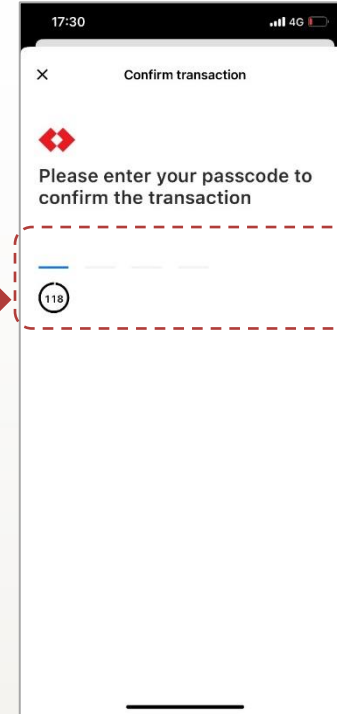 17:30
4G
Confirm transaction
Please enter your passcode to
confirm the transaction
118